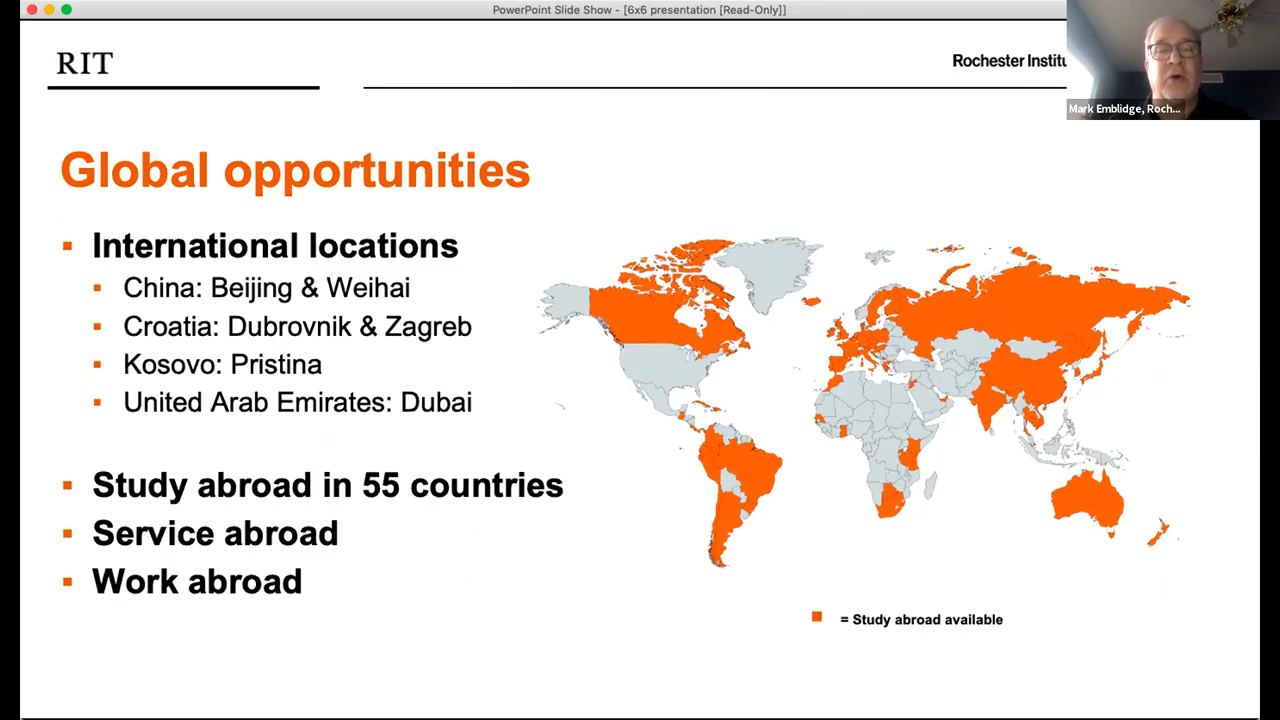 PowerPoint Slide Show - [6x6 presentation [Read-Only]]
RIT
Rochester Institu
Mark Emblidge, Roch...
Global opportunities
International locations
China: Beijing & Weihai
Croatia: Dubrovnik & Zagreb
Kosovo: Pristina
United Arab Emirates: Dubai
Study abroad in 55 countries
Service abroad
Work abroad
= Study abroad available